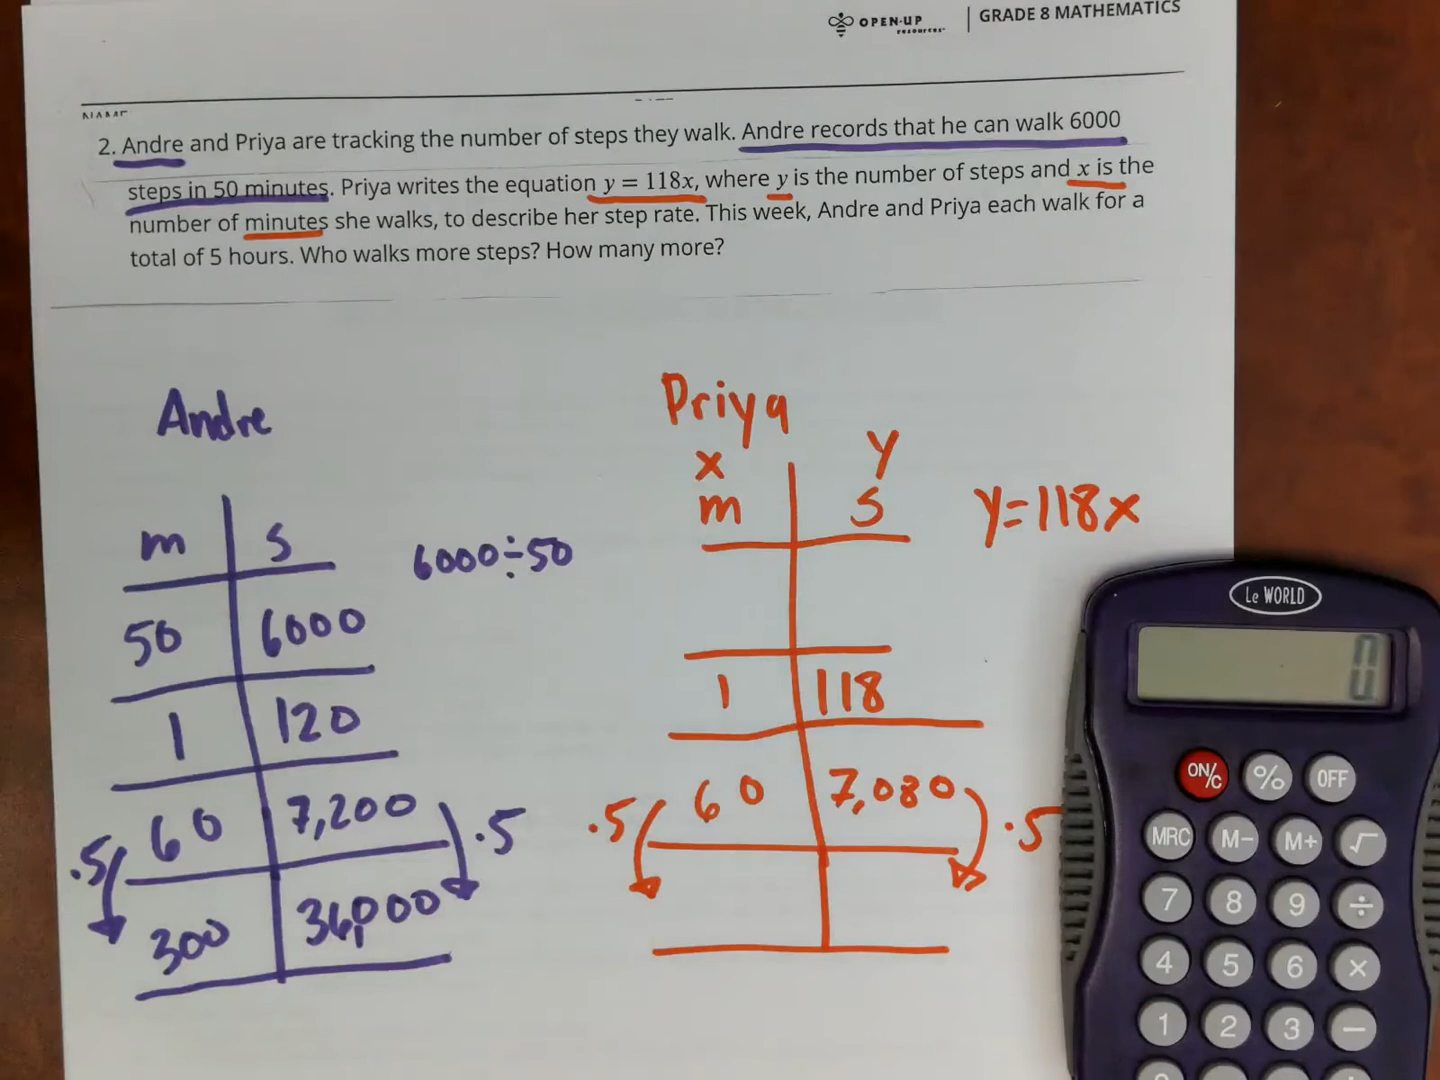 OPEN-UP
resources
GRADE 8 MATHEMATICS
2. Andre and Priya are tracking the number of steps they walk. Andre records that he can walk 6000
steps in 50 minutes. Priya writes the equation y = 118x, where y is the number of steps and x is the
number of minutes she walks, to describe her step rate. This week, Andre and Priya each walk for a
total of 5 hours. Who walks more steps? How many more?
Andre
m s
50 6000
1 120
60 7,200
300 36,000
.5
.5
6000÷50
Priya
x y
m s
1 118
60 7,080
.5
.5
y=118x
Le WORLD
0
ON/C % OFF
MRC M− M+ √
7 8 9 ÷
4 5 6 ×
1 2 3 −